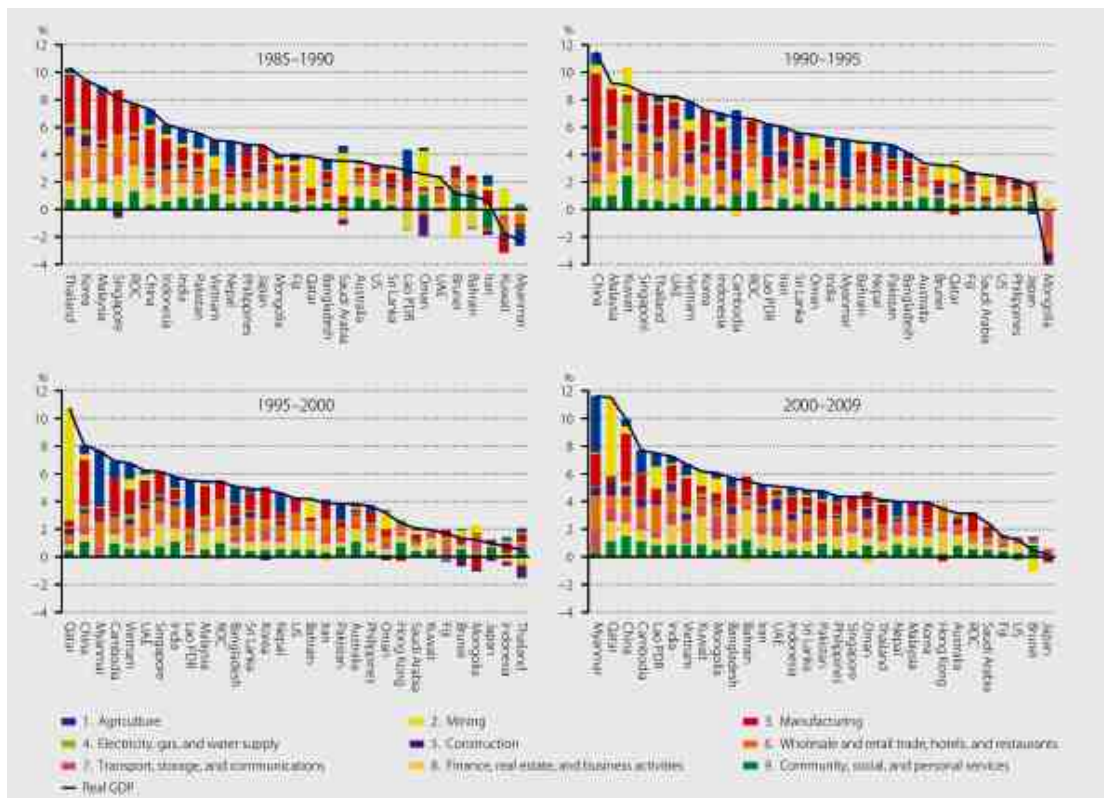 %
12
10
8
6
4
2
0
−2
−4
1985–1990
Thailand
Korea
Malaysia
Singapore
ROC
China
Indonesia
India
Pakistan
Vietnam
Nepal
Philippines
Japan
Mongolia
Fiji
Qatar
Bangladesh
Saudi Arabia
Australia
US
Sri Lanka
Lao PDR
Oman
UAE
Brunei
Bahrain
Iran
Kuwait
Myanmar
%
12
10
8
6
4
2
0
−2
−4
1990–1995
China
Malaysia
Kuwait
Singapore
Thailand
UAE
Vietnam
Korea
Indonesia
Cambodia
ROC
Lao PDR
Iran
Sri Lanka
Oman
India
Myanmar
Bahrain
Nepal
Pakistan
Bangladesh
Australia
Brunei
Qatar
Fiji
Saudi Arabia
US
Philippines
Japan
Mongolia
%
12
10
8
6
4
2
0
−2
−4
1995–2000
Qatar
China
Myanmar
Cambodia
Vietnam
UAE
Singapore
India
Lao PDR
Malaysia
ROC
Bangladesh
Sri Lanka
Korea
Nepal
US
Bahrain
Iran
Pakistan
Australia
Philippines
Oman
Hong Kong
Saudi Arabia
Kuwait
Fiji
Brunei
Mongolia
Japan
Indonesia
Thailand
%
12
10
8
6
4
2
0
−2
−4
2000–2009
Myanmar
Qatar
China
Cambodia
Lao PDR
India
Vietnam
Kuwait
Mongolia
Bangladesh
Bahrain
Iran
UAE
Indonesia
Sri Lanka
Pakistan
Philippines
Singapore
Oman
Thailand
Nepal
Malaysia
Korea
Hong Kong
Australia
ROC
Saudi Arabia
Fiji
US
Brunei
Japan
1. Agriculture
2. Mining
3. Manufacturing
4. Electricity, gas, and water supply
5. Construction
6. Wholesale and retail trade, hotels, and restaurants
7. Transport, storage, and communications
8. Finance, real estate, and business activities
9. Community, social, and personal services
Real GDP